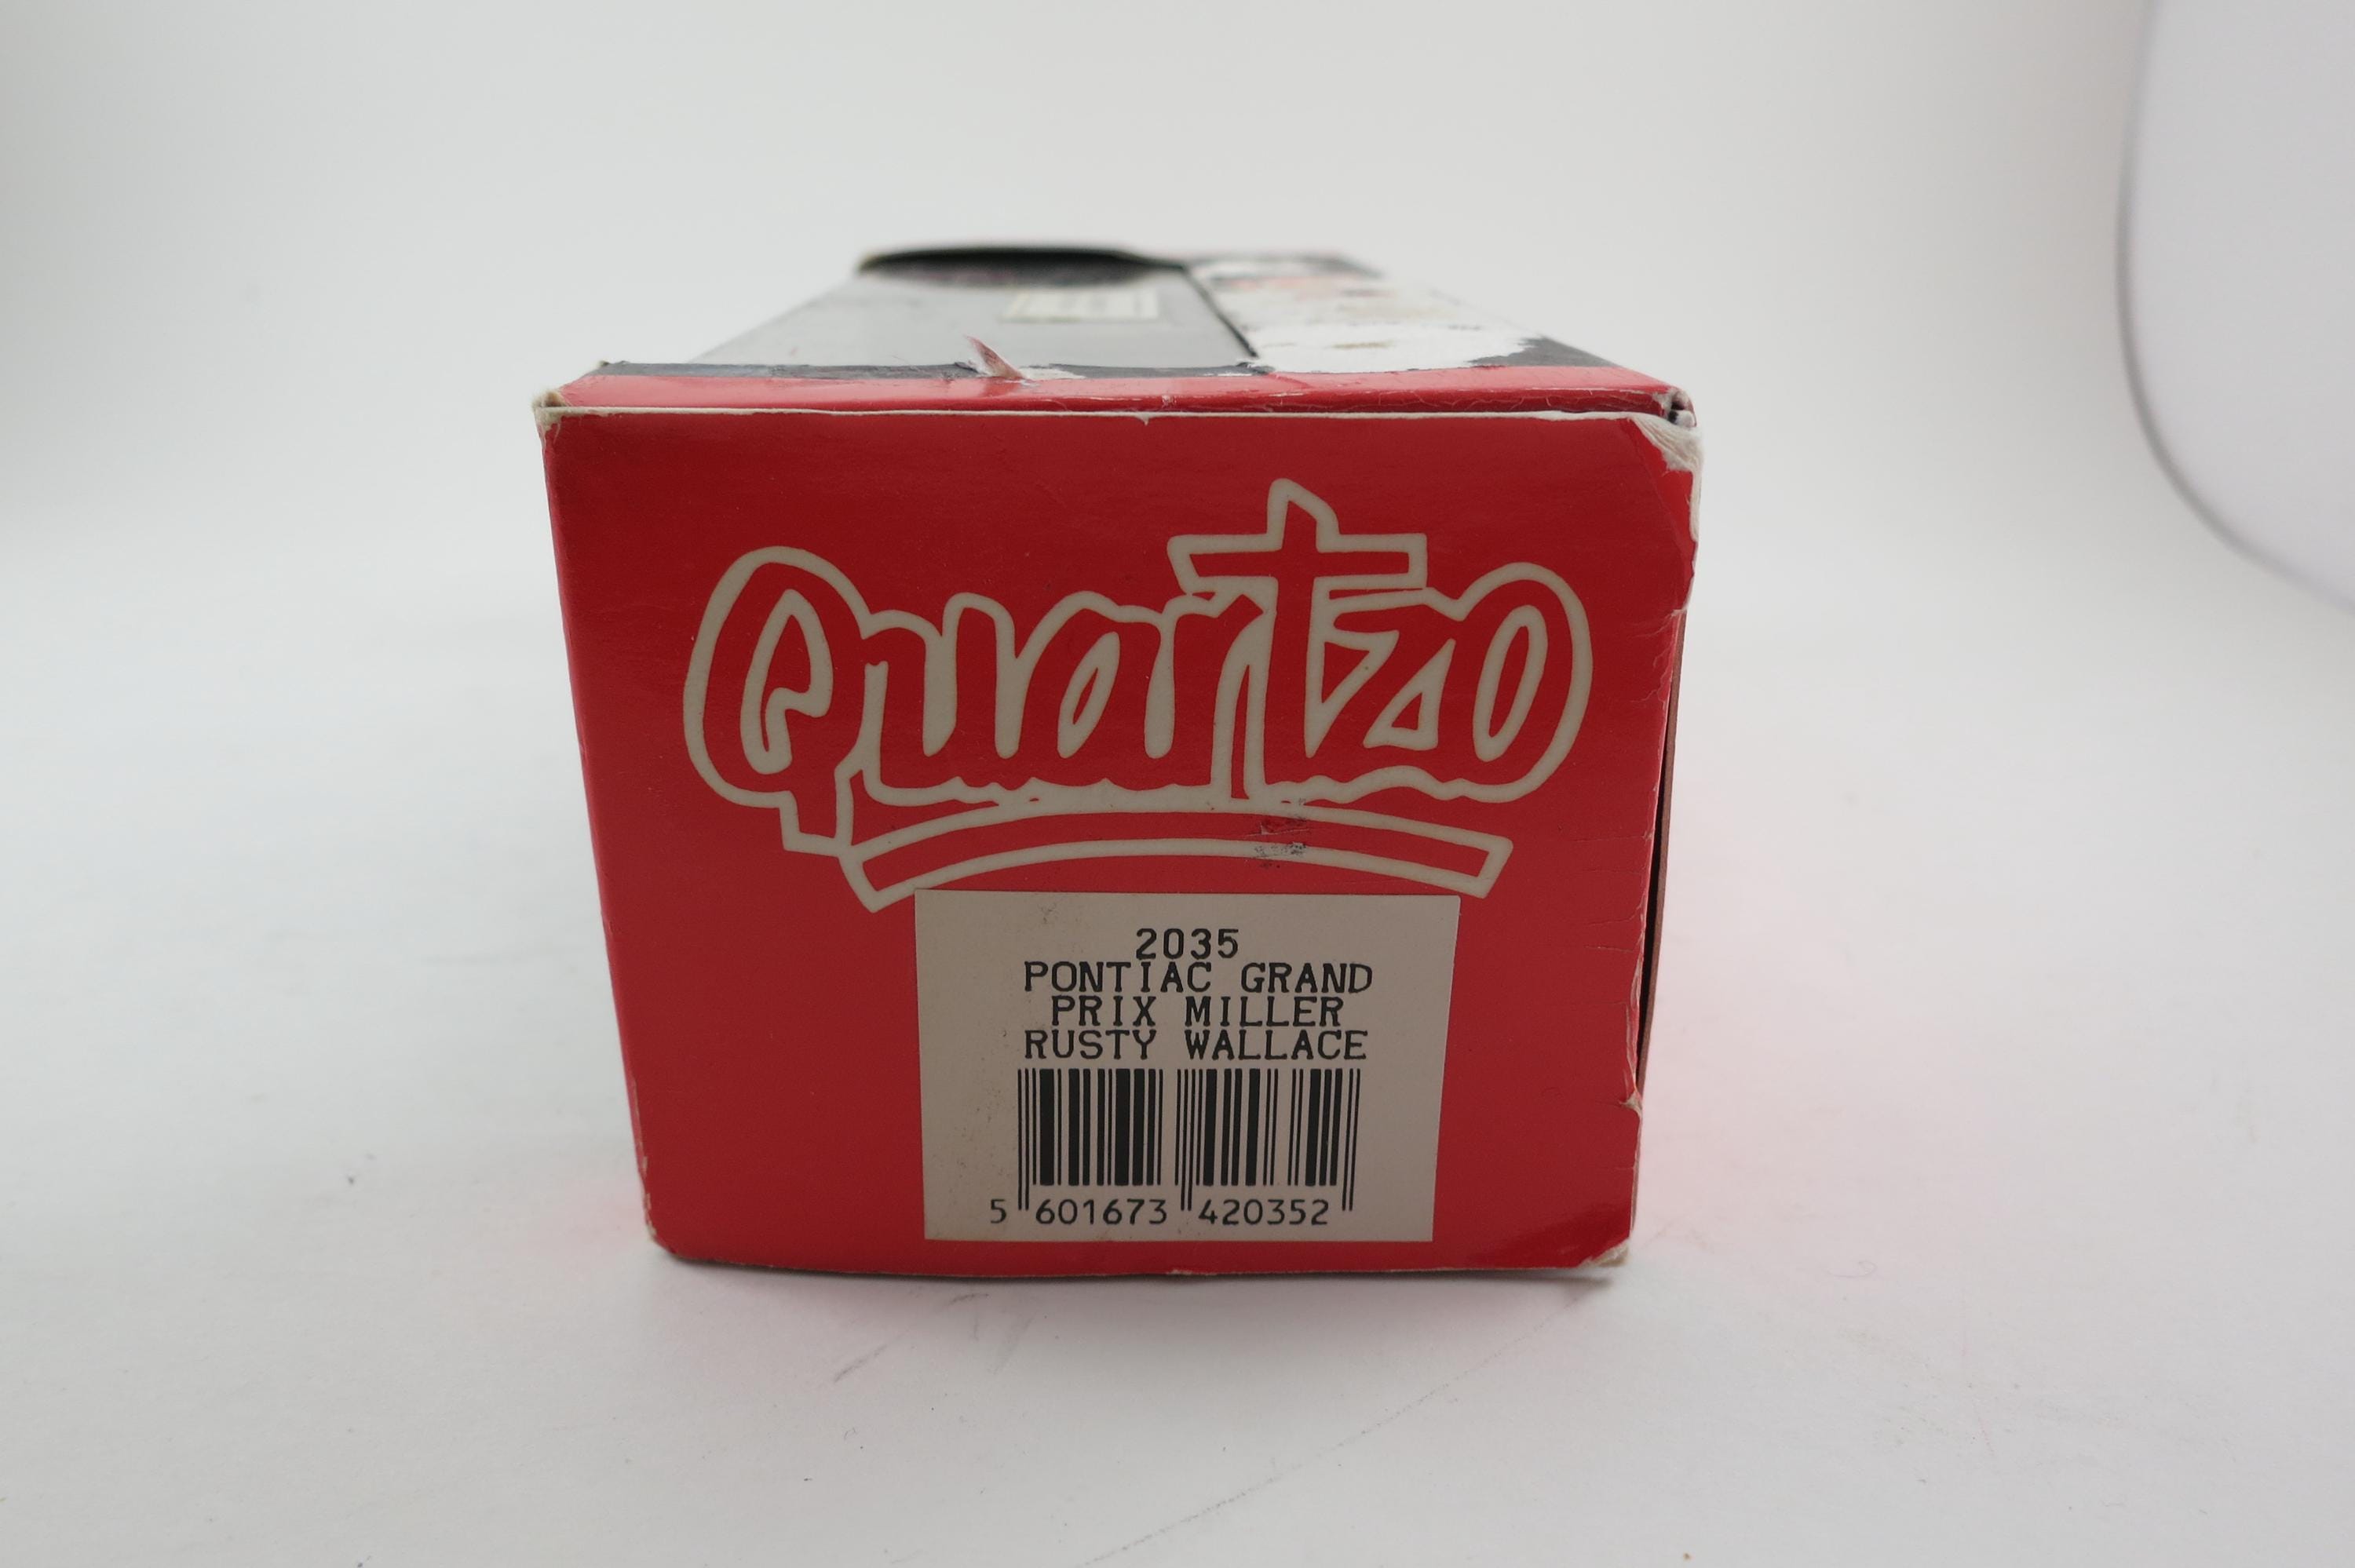 Quartzo
2035
PONTIAC GRAND
PRIX MILLER
RUSTY WALLACE
5 601673 420352